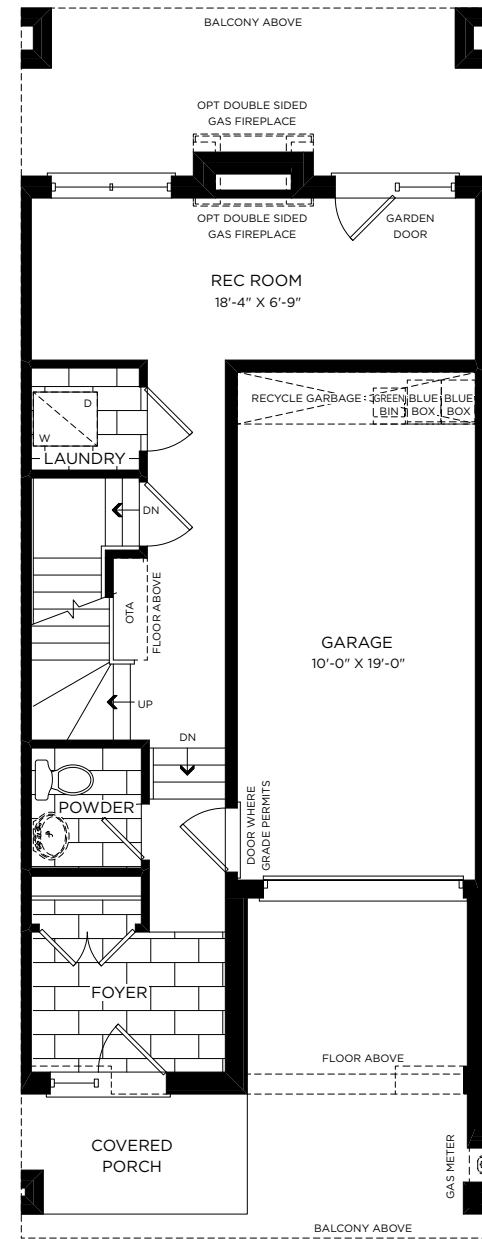 BALCONY ABOVE
OPT DOUBLE SIDED
GAS FIREPLACE
OPT DOUBLE SIDED
GAS FIREPLACE
GARDEN
DOOR
REC ROOM
18'-4" X 6'-9"
RECYCLE GARBAGE
GREEN
BIN
BLUE
BOX
BLUE
BOX
D
W
LAUNDRY
DN
OTA
FLOOR ABOVE
GARAGE
10'-0" X 19'-0"
UP
DN
POWDER
DOOR WHERE
GRADE PERMITS
FOYER
FLOOR ABOVE
COVERED
PORCH
GAS METER
BALCONY ABOVE